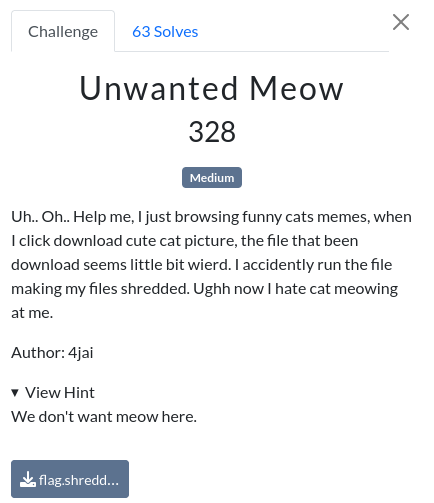 Challenge
63 Solves
Unwanted Meow
328
Medium
Uh.. Oh.. Help me, I just browsing funny cats memes, when
I click download cute cat picture, the file that been
download seems little bit wierd. I accidently run the file
making my files shredded. Ughh now I hate cat meowing
at me.
Author: 4jai
▼ View Hint
We don't want meow here.
flag.shredd...